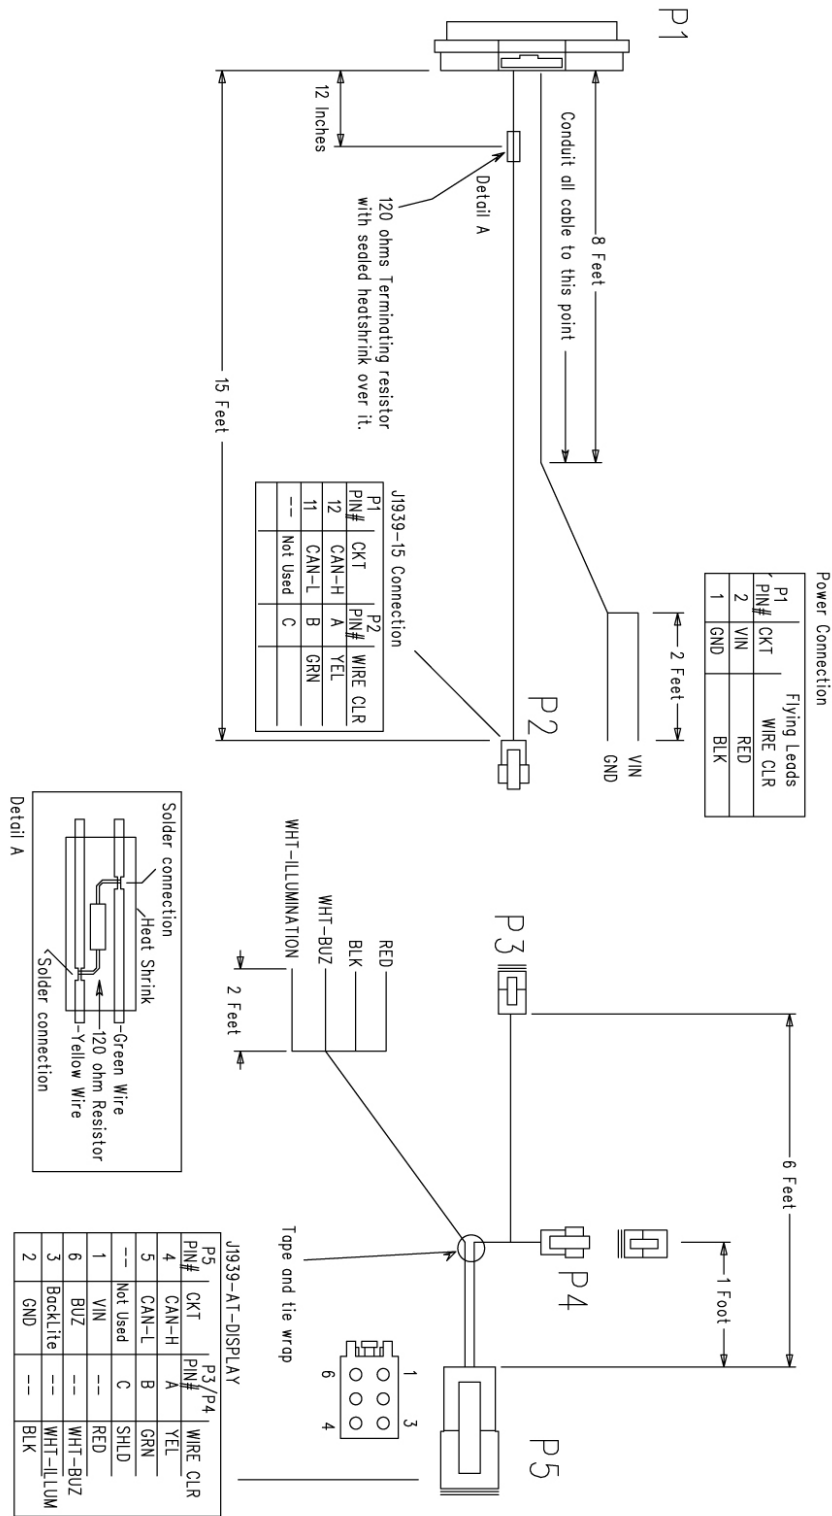 P1
12 Inches
Detail A
Conduit all cable to this point
8 Feet
120 ohms Terminating resistor
with sealed heatshrink over it.
15 Feet
Power Connection
P1 Flying Leads
PIN# CKT WIRE CLR
2 VIN RED
1 GND BLK
2 Feet
VIN
GND
P2
J1939-15 Connection
P1 P2
PIN# CKT PIN# WIRE CLR
12 CAN-H A YEL
11 CAN-L B GRN
-- Not Used C
P3
6 Feet
P4
1 Foot
P5
RED
BLK
WHT-BUZ
WHT-ILLUMINATION
2 Feet
Tape and tie wrap
1 3
6 4
Solder connection
Heat Shrink
Green Wire
120 ohm Resistor
Yellow Wire
Solder connection
Detail A
J1939-AT-DISPLAY
P5 P3/P4
PIN# CKT PIN# WIRE CLR
4 CAN-H A YEL
5 CAN-L B GRN
-- Not Used C SHLD
1 VIN -- RED
6 BUZ -- WHT-BUZ
3 BackLite -- WHT-ILLUM
2 GND -- BLK